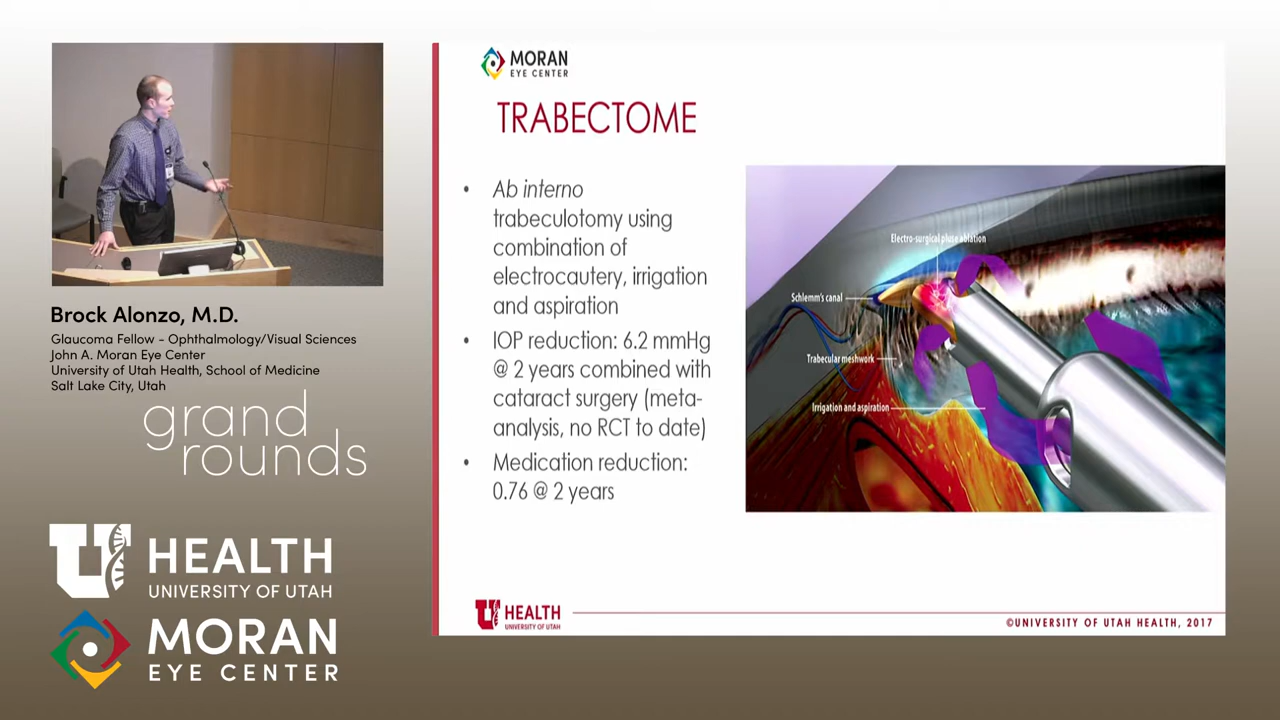 MORAN
EYE CENTER
TRABECTOME
• Ab interno
trabeculotomy using
combination of
electrocautery, irrigation
and aspiration
• IOP reduction: 6.2 mmHg
@ 2 years combined with
cataract surgery (meta-
analysis, no RCT to date)
• Medication reduction:
0.76 @ 2 years
Electro-surgical pluse ablation
Schlemm's canal
Trabecular meshwork
Irrigation and aspiration
U HEALTH
UNIVERSITY OF UTAH
©UNIVERSITY OF UTAH HEALTH, 2017
Brock Alonzo, M.D.
Glaucoma Fellow - Ophthalmology/Visual Sciences
John A. Moran Eye Center
University of Utah Health, School of Medicine
Salt Lake City, Utah
grand
rounds
U HEALTH
UNIVERSITY OF UTAH
MORAN
EYE CENTER